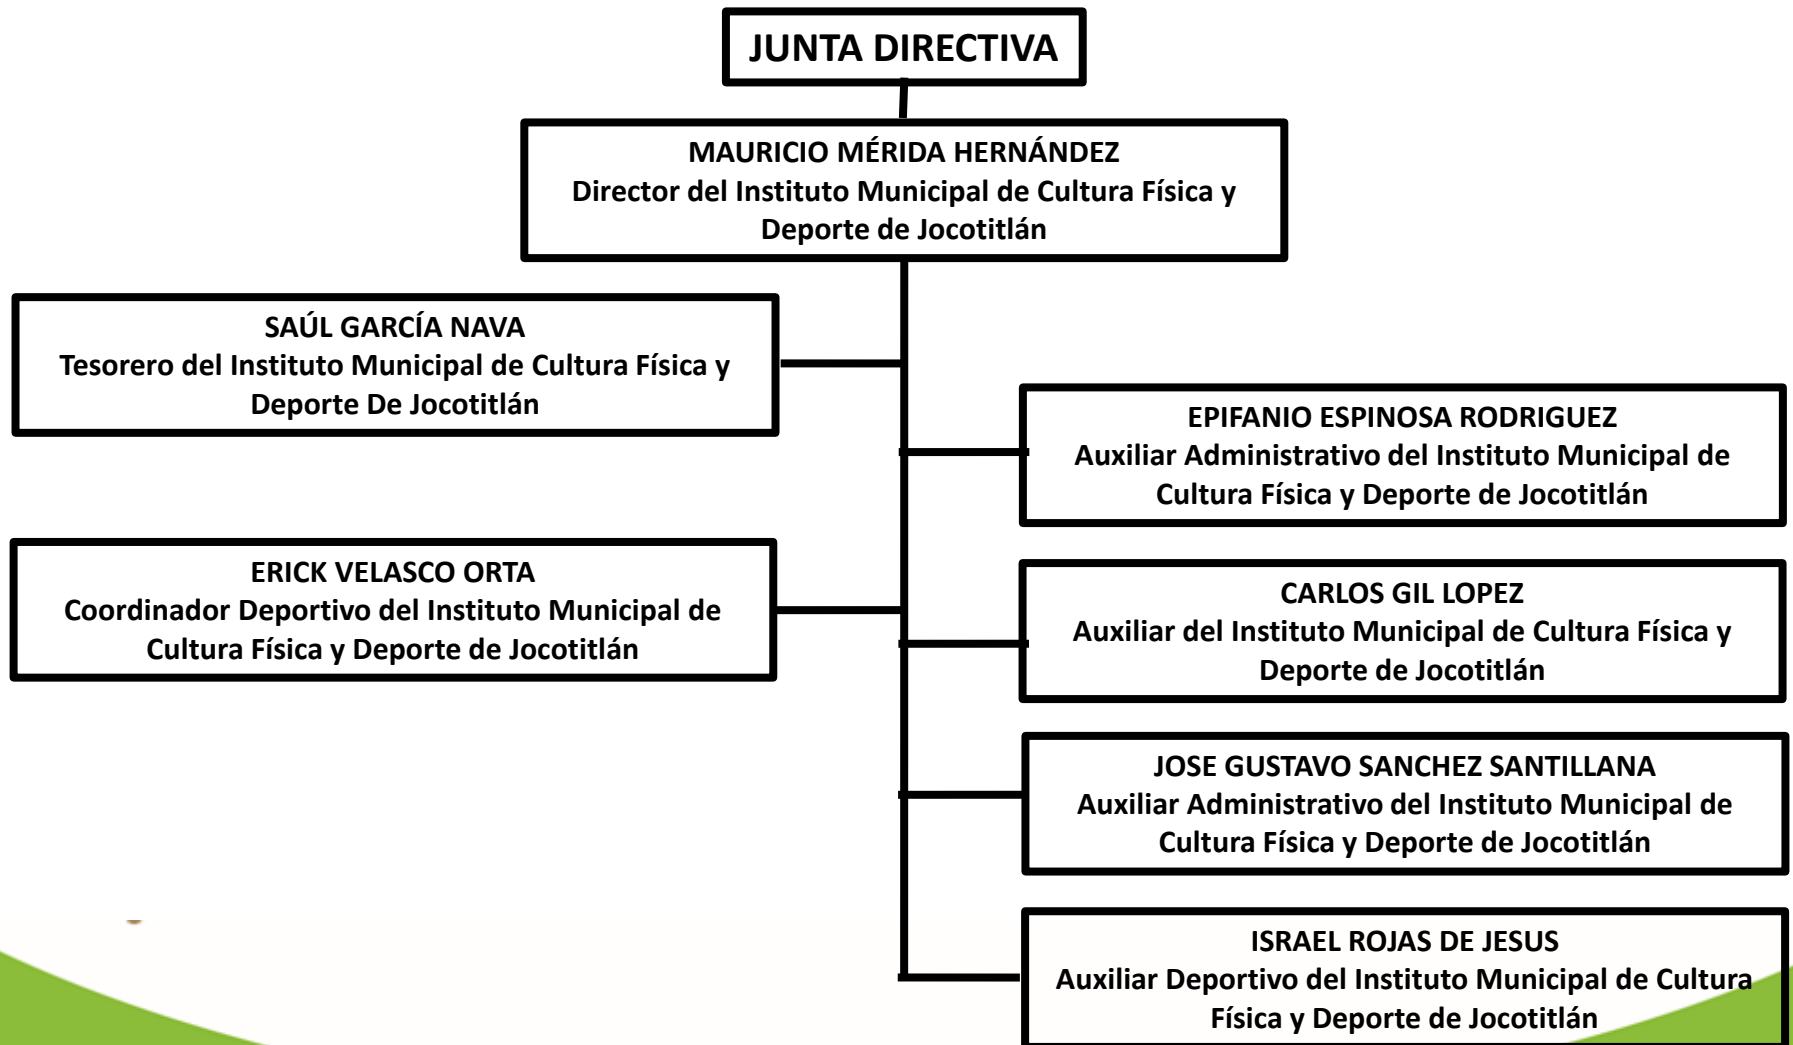 JUNTA DIRECTIVA
MAURICIO MÉRIDA HERNÁNDEZ
Director del Instituto Municipal de Cultura Física y
Deporte de Jocotitlán
SAÚL GARCÍA NAVA
Tesorero del Instituto Municipal de Cultura Física y
Deporte De Jocotitlán
EPIFANIO ESPINOSA RODRIGUEZ
Auxiliar Administrativo del Instituto Municipal de
Cultura Física y Deporte de Jocotitlán
ERICK VELASCO ORTA
Coordinador Deportivo del Instituto Municipal de
Cultura Física y Deporte de Jocotitlán
CARLOS GIL LOPEZ
Auxiliar del Instituto Municipal de Cultura Física y
Deporte de Jocotitlán
JOSE GUSTAVO SANCHEZ SANTILLANA
Auxiliar Administrativo del Instituto Municipal de
Cultura Física y Deporte de Jocotitlán
ISRAEL ROJAS DE JESUS
Auxiliar Deportivo del Instituto Municipal de Cultura
Física y Deporte de Jocotitlán